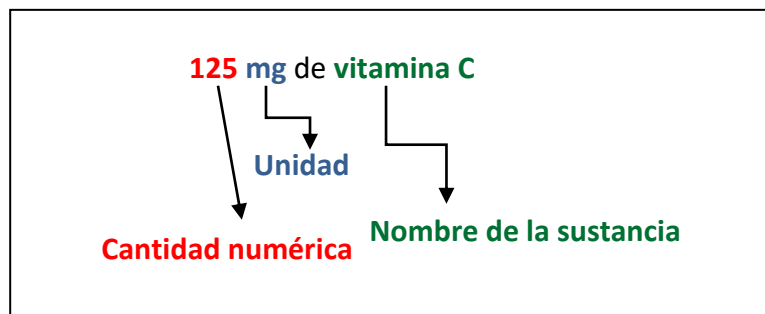 125 mg de vitamina C
Unidad
Nombre de la sustancia
Cantidad numérica